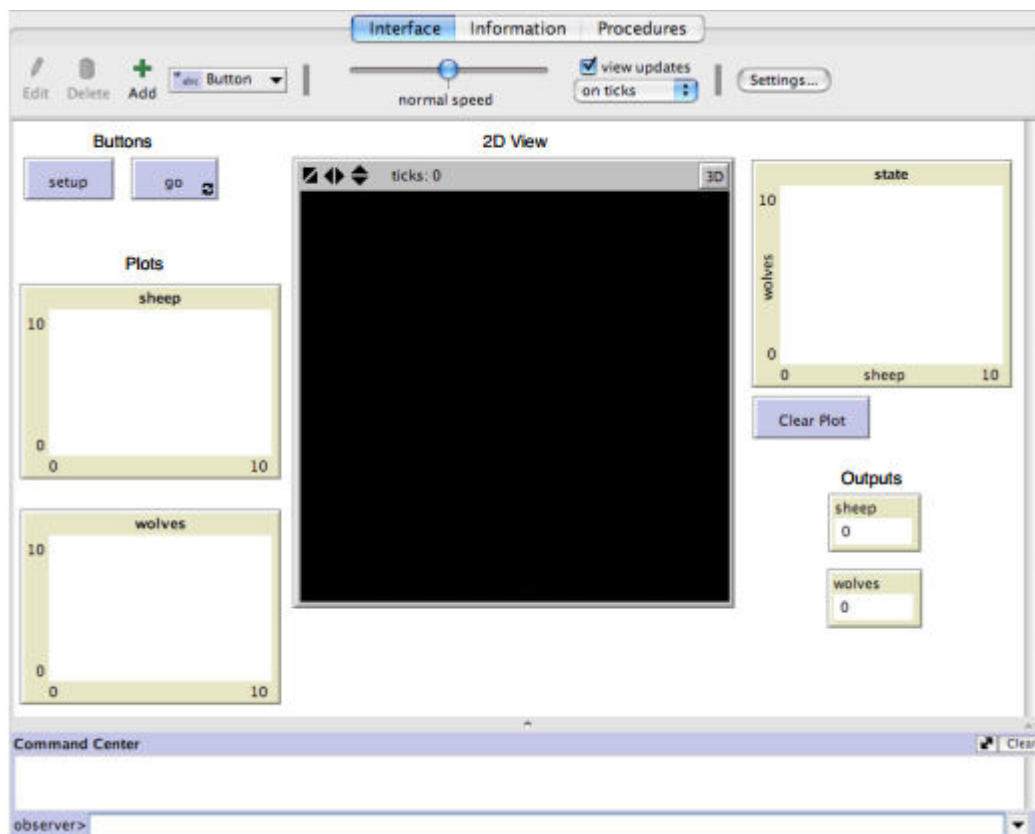 Interface Information Procedures
Edit Delete Add abc Button
normal speed
view updates
on ticks
Settings...
Buttons
setup go
2D View
ticks: 0 3D
state
10
wolves
0
0 sheep 10
Clear Plot
Plots
sheep
10
0
0 10
wolves
10
0
0 10
Outputs
sheep
0
wolves
0
Command Center Clear
observer>